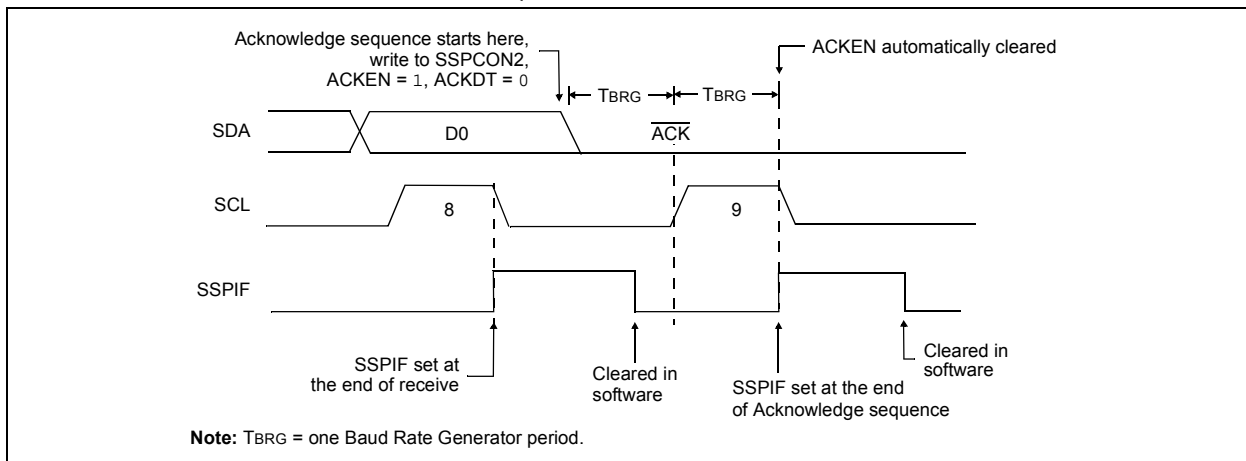 Acknowledge sequence starts here,
write to SSPCON2,
ACKEN = 1, ACKDT = 0
ACKEN automatically cleared
TBRG
TBRG
SDA
D0
ACK
SCL
8
9
SSPIF
SSPIF set at
the end of receive
Cleared in
software
SSPIF set at the end
of Acknowledge sequence
Cleared in
software
Note: TBRG = one Baud Rate Generator period.